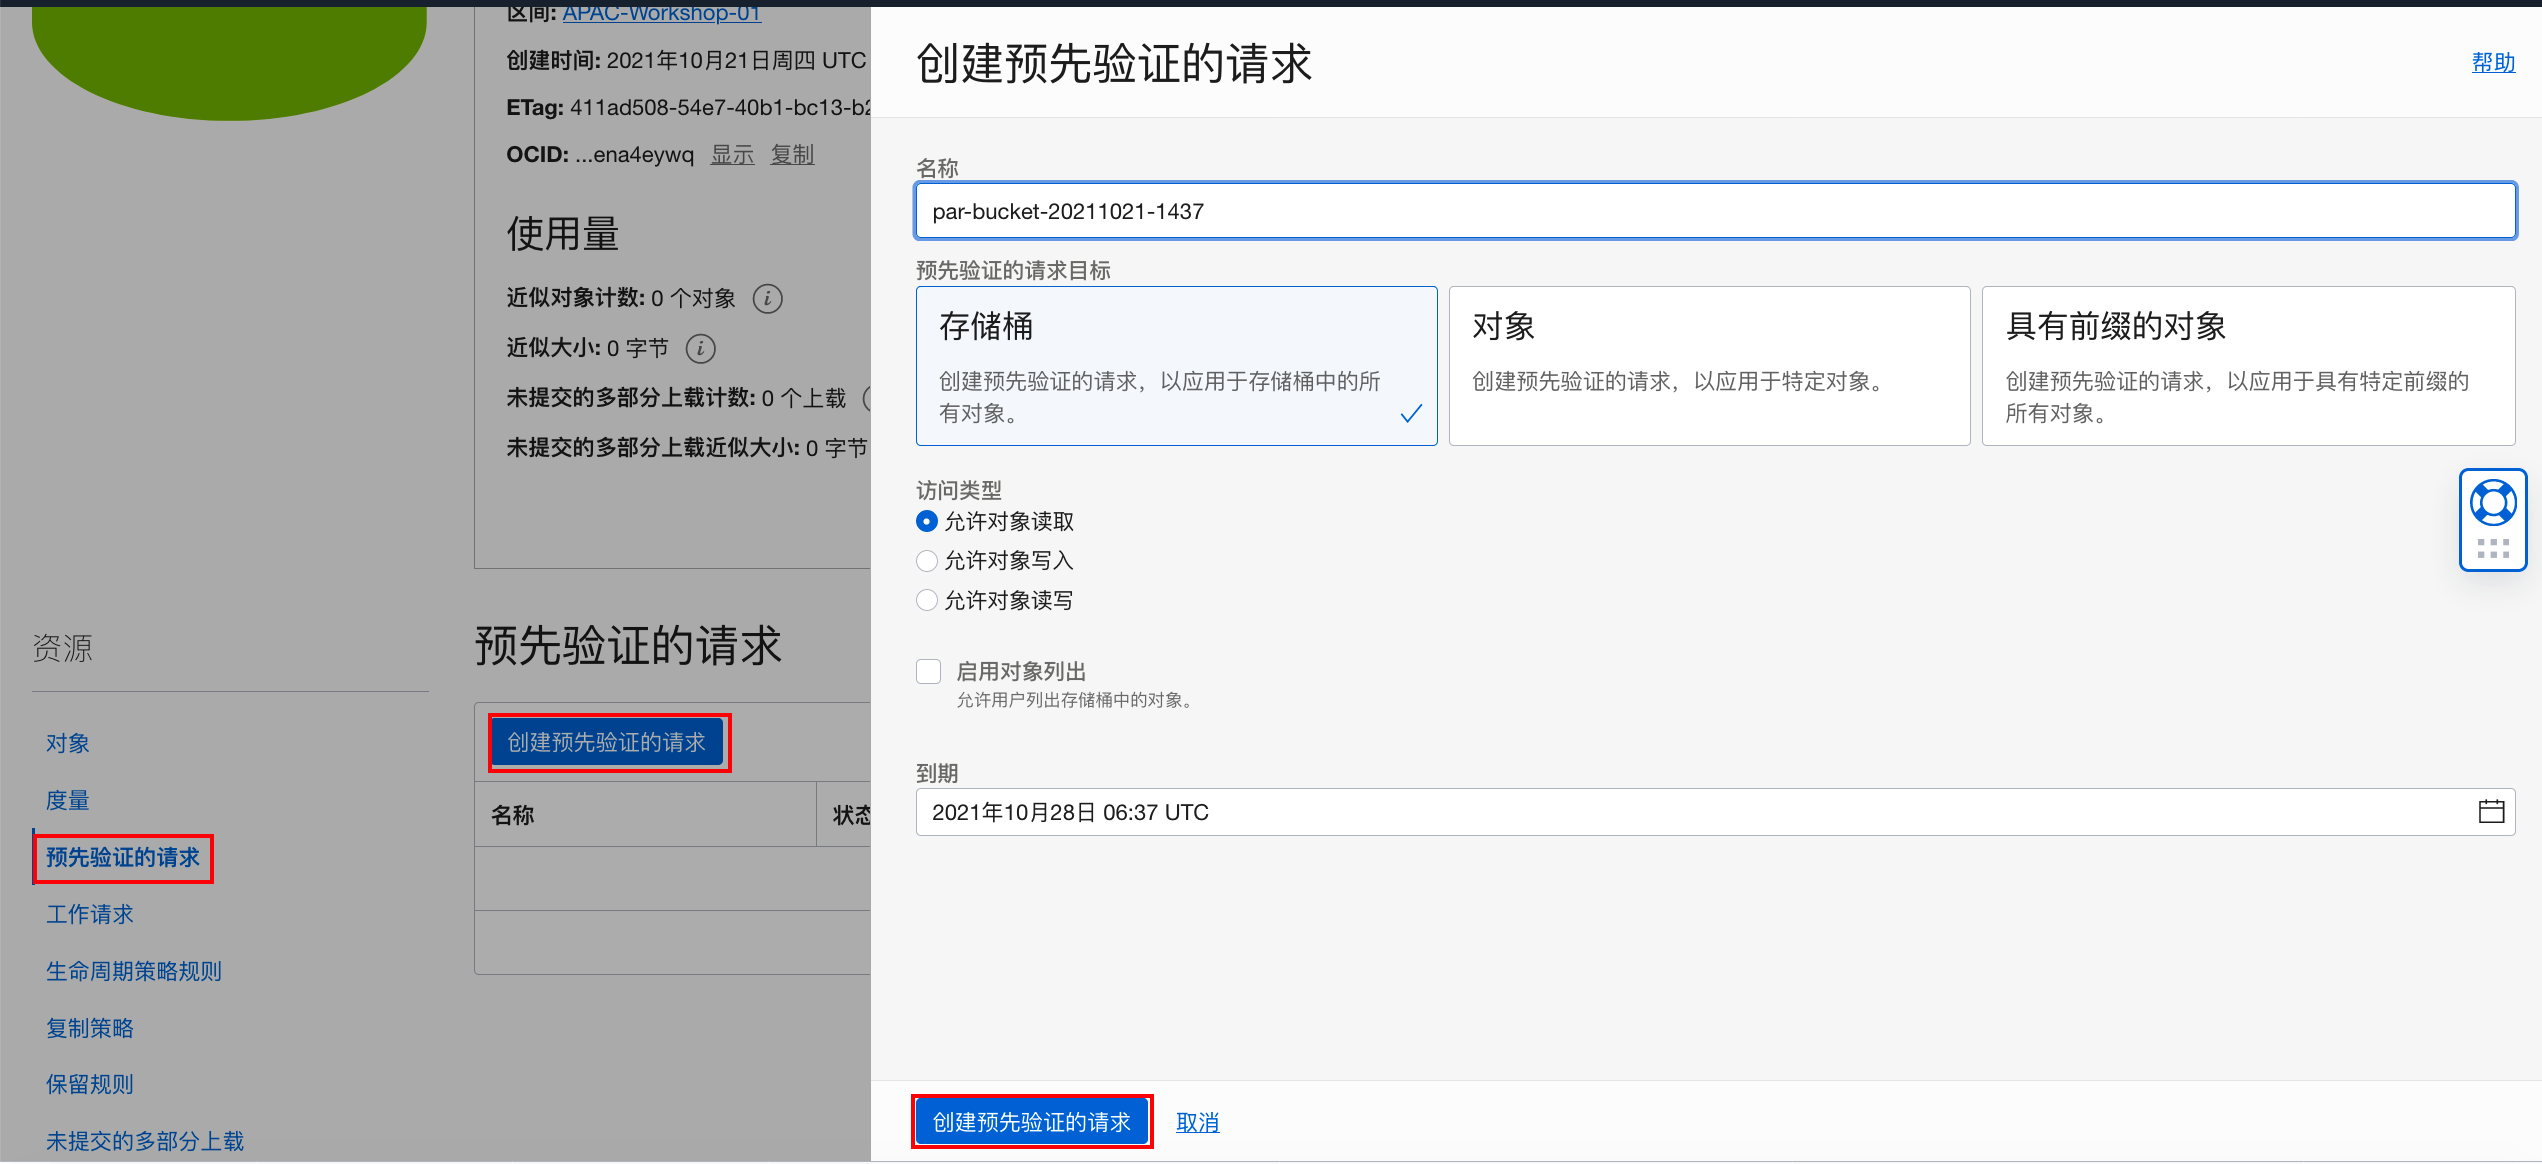 区间: APAC-Workshop-01
创建时间: 2021年10月21日周四 UTC
ETag: 411ad508-54e7-40b1-bc13-b2
OCID: ...ena4eywq 显示 复制
使用量
近似对象计数: 0 个对象
近似大小: 0 字节
未提交的多部分上载计数: 0 个上载
未提交的多部分上载近似大小: 0 字节
资源
对象
度量
预先验证的请求
工作请求
生命周期策略规则
复制策略
保留规则
未提交的多部分上载
预先验证的请求
创建预先验证的请求
名称 状态
创建预先验证的请求
帮助
名称
par-bucket-20211021-1437
预先验证的请求目标
存储桶
创建预先验证的请求，以应用于存储桶中的所
有对象。
对象
创建预先验证的请求，以应用于特定对象。
具有前缀的对象
创建预先验证的请求，以应用于具有特定前缀的
所有对象。
访问类型
允许对象读取
允许对象写入
允许对象读写
启用对象列出
允许用户列出存储桶中的对象。
到期
2021年10月28日 06:37 UTC
创建预先验证的请求 取消